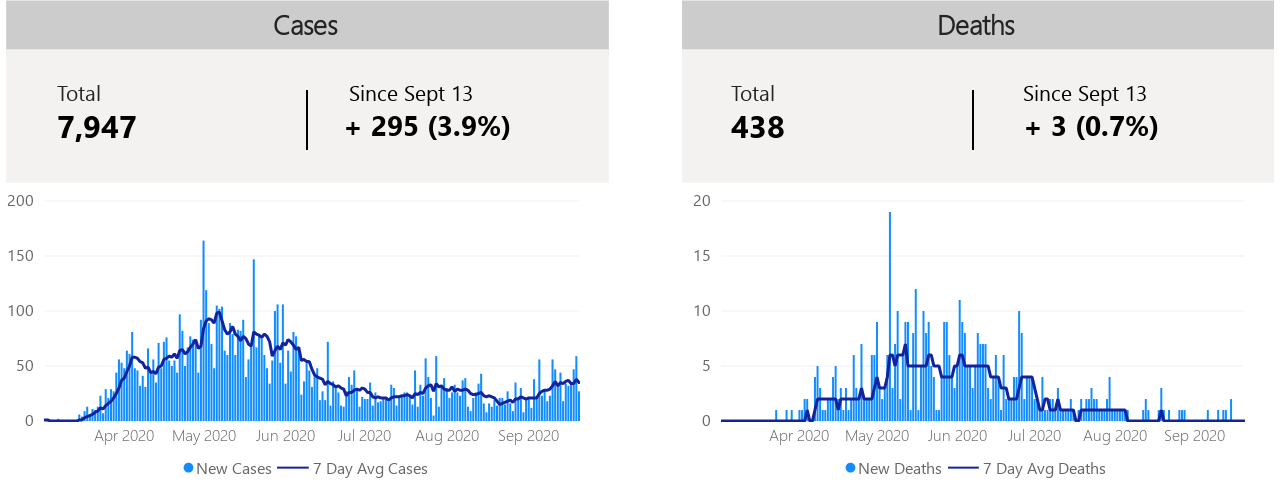 Cases
Total
Since Sept 13
7,947
+ 295 (3.9%)
200
150
100
50
0
Apr 2020 May 2020 Jun 2020 Jul 2020 Aug 2020 Sep 2020
New Cases 7 Day Avg Cases
Deaths
Total
Since Sept 13
438
+ 3 (0.7%)
20
15
10
5
0
Apr 2020 May 2020 Jun 2020 Jul 2020 Aug 2020 Sep 2020
New Deaths 7 Day Avg Deaths